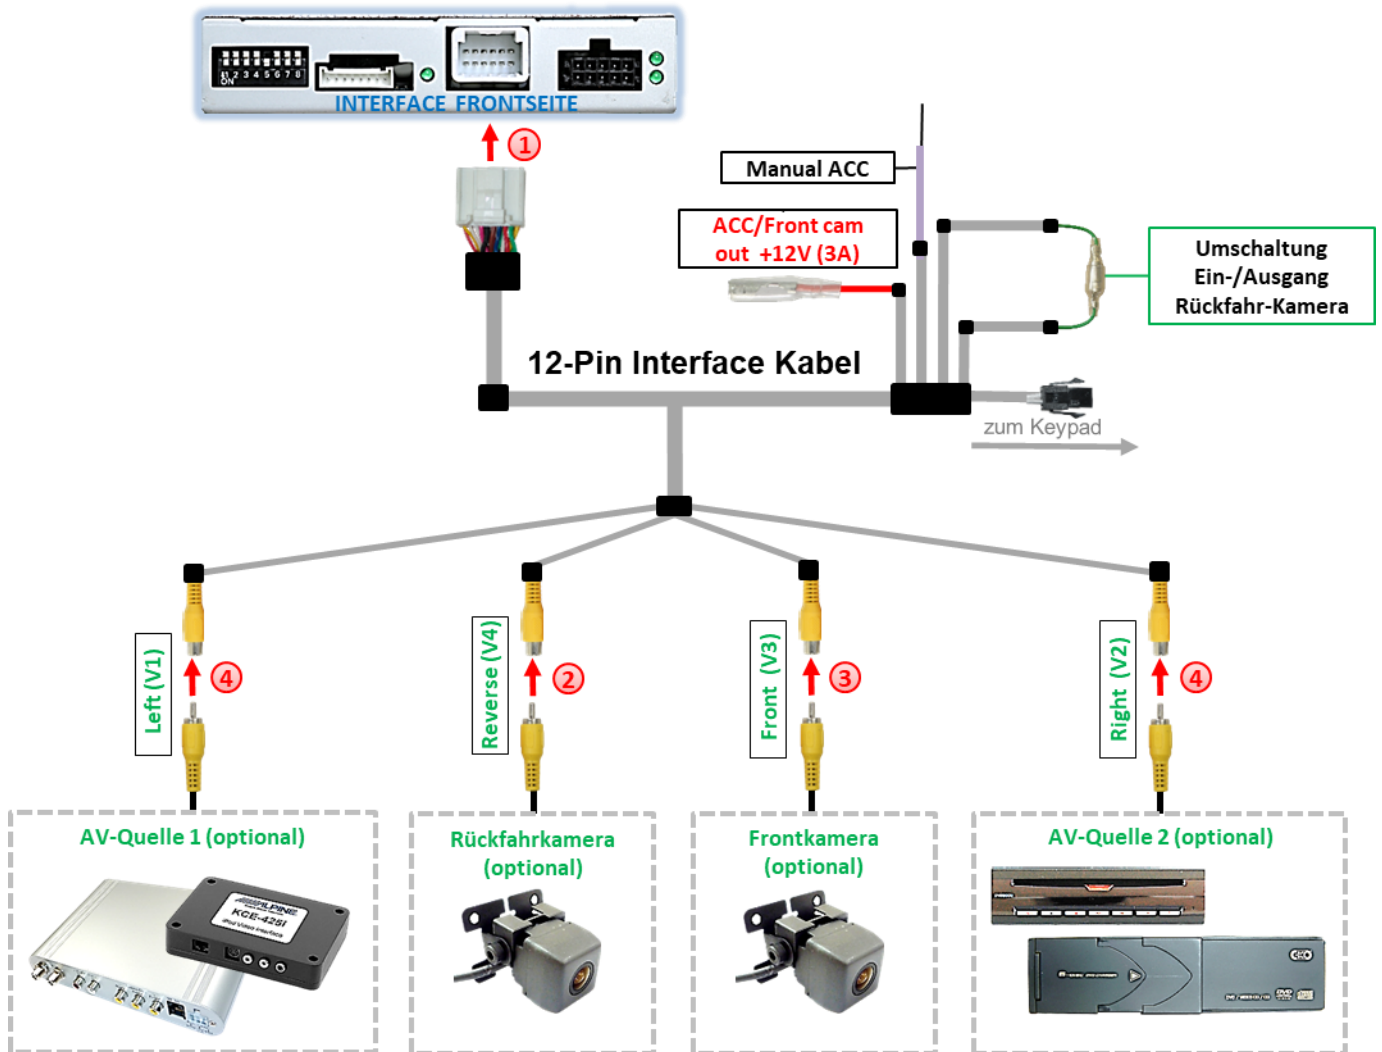 1 2 3 4 5 6 7 8
ON
INTERFACE FRONTSEITE
1
Manual ACC
ACC/Front cam
out +12V (3A)
Umschaltung
Ein-/Ausgang
Rückfahr-Kamera
12-Pin Interface Kabel
zum Keypad
Left (V1)
4
Reverse (V4)
2
Front (V3)
3
Right (V2)
4
AV-Quelle 1 (optional)
ALPINE
KCE-425i
iPod Video Interface
Rückfahrkamera
(optional)
Frontkamera
(optional)
AV-Quelle 2 (optional)